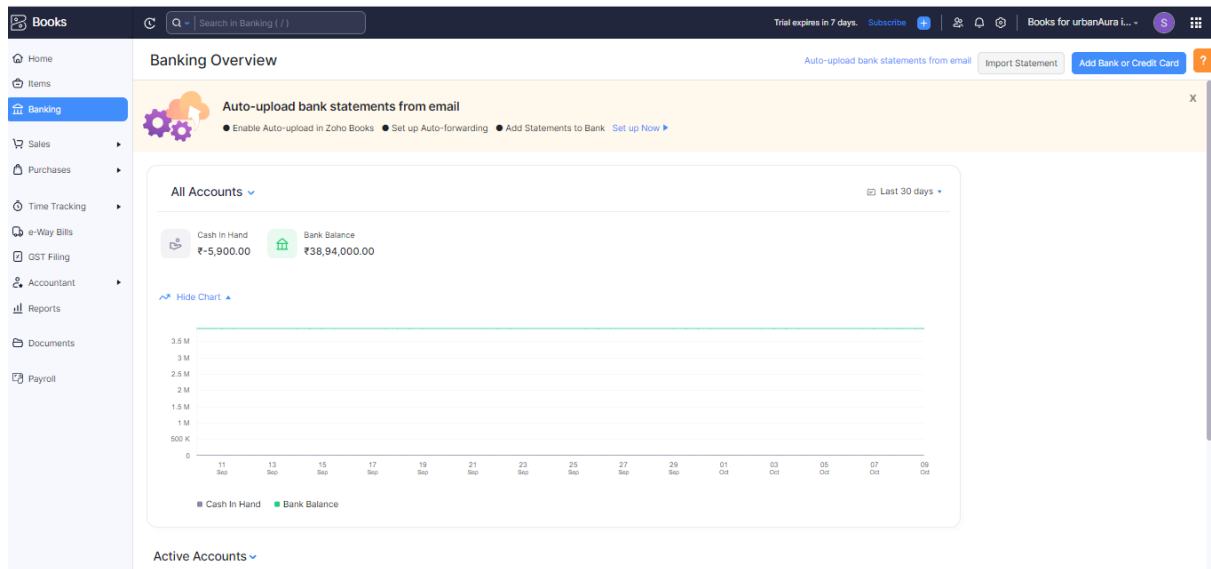 Books
Search in Banking ( / )
Trial expires in 7 days. Subscribe
Books for urbanAura i...
S
Home
Items
Banking
Sales
Purchases
Time Tracking
e-Way Bills
GST Filing
Accountant
Reports
Documents
Payroll
Banking Overview
Auto-upload bank statements from email
Import Statement
Add Bank or Credit Card
?
Auto-upload bank statements from email
X
● Enable Auto-upload in Zoho Books ● Set up Auto-forwarding ● Add Statements to Bank Set up Now
All Accounts
Last 30 days
Cash In Hand
₹-5,900.00
Bank Balance
₹38,94,000.00
Hide Chart
3.5 M
3 M
2.5 M
2 M
1.5 M
1 M
500 K
0
11 Sep
13 Sep
15 Sep
17 Sep
19 Sep
21 Sep
23 Sep
25 Sep
27 Sep
29 Sep
01 Oct
03 Oct
05 Oct
07 Oct
09 Oct
Cash In Hand
Bank Balance
Active Accounts